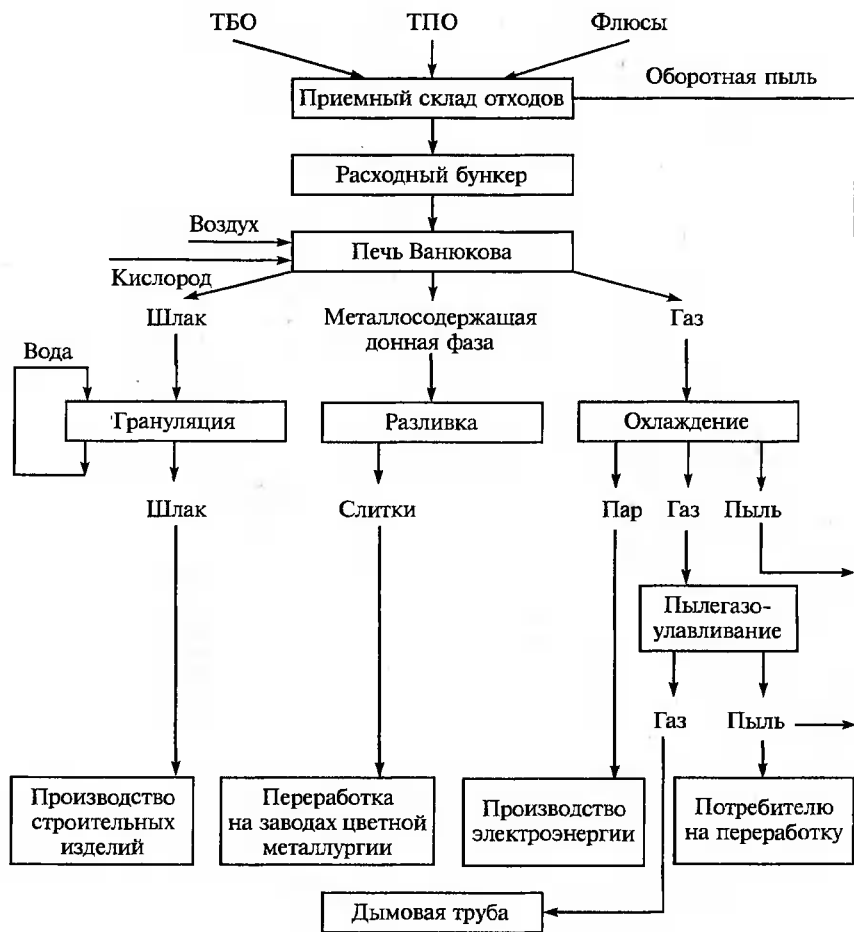 ТБО
ТПО
Флюсы
Оборотная пыль
Приемный склад отходов
Расходный бункер
Воздух
Печь Ванюкова
Кислород
Шлак
Металлосодержащая
донная фаза
Газ
Вода
Грануляция
Разливка
Охлаждение
Шлак
Слитки
Пар
Газ
Пыль
Пылегазо-
улавливание
Газ
Пыль
Производство
строительных
изделий
Переработка
на заводах цветной
металлургии
Производство
электроэнергии
Потребителю
на переработку
Дымовая труба